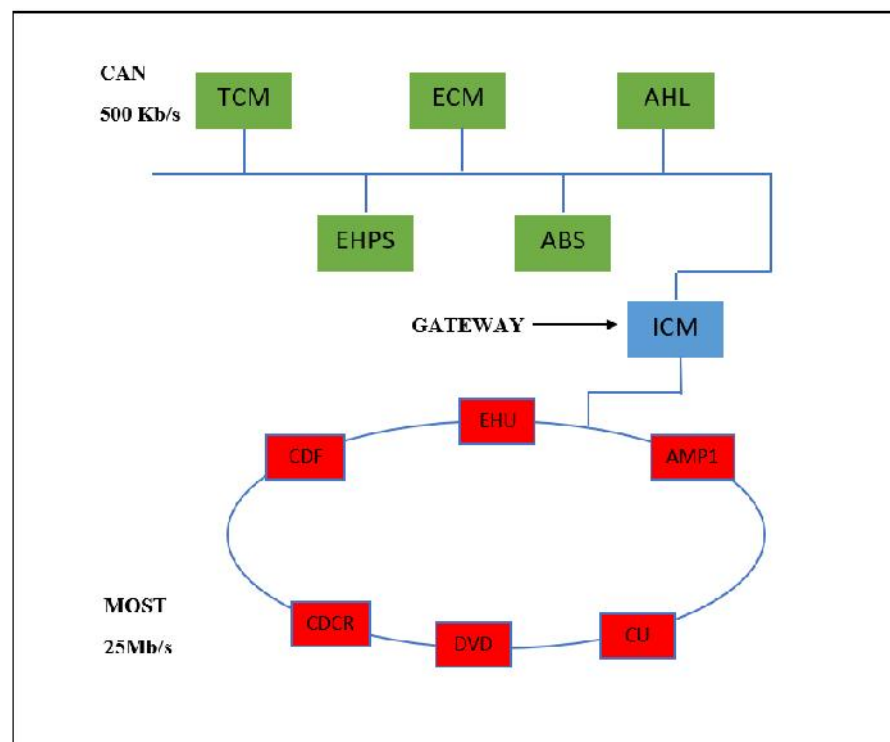 CAN
500 Kb/s
TCM
ECM
AHL
EHPS
ABS
GATEWAY
ICM
EHU
CDF
AMP1
MOST
25Mb/s
CDCR
DVD
CU